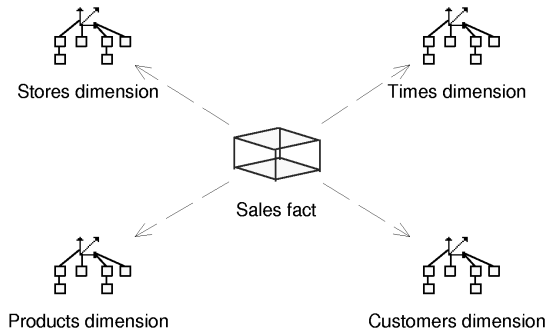 Stores dimension
Times dimension
Sales fact
Products dimension
Customers dimension